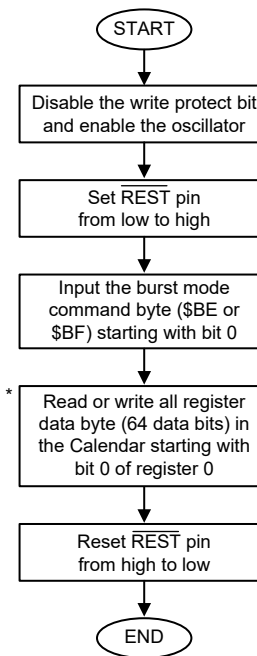 START
Disable the write protect bit
and enable the oscillator
Set REST pin
from low to high
Input the burst mode
command byte ($BE or
$BF) starting with bit 0
*
Read or write all register
data byte (64 data bits) in
the Calendar starting with
bit 0 of register 0
Reset REST pin
from high to low
END